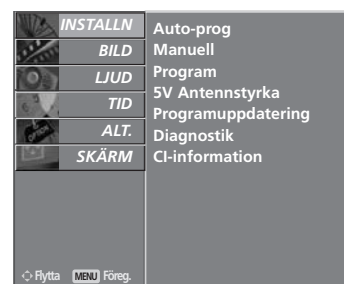 INSTALLN
BILD
LJUD
TID
ALT.
SKÄRM
Auto-prog
Manuell
Program
5V Antennstyrka
Programuppdatering
Diagnostik
CI-information
Flytta MENU Föreg.